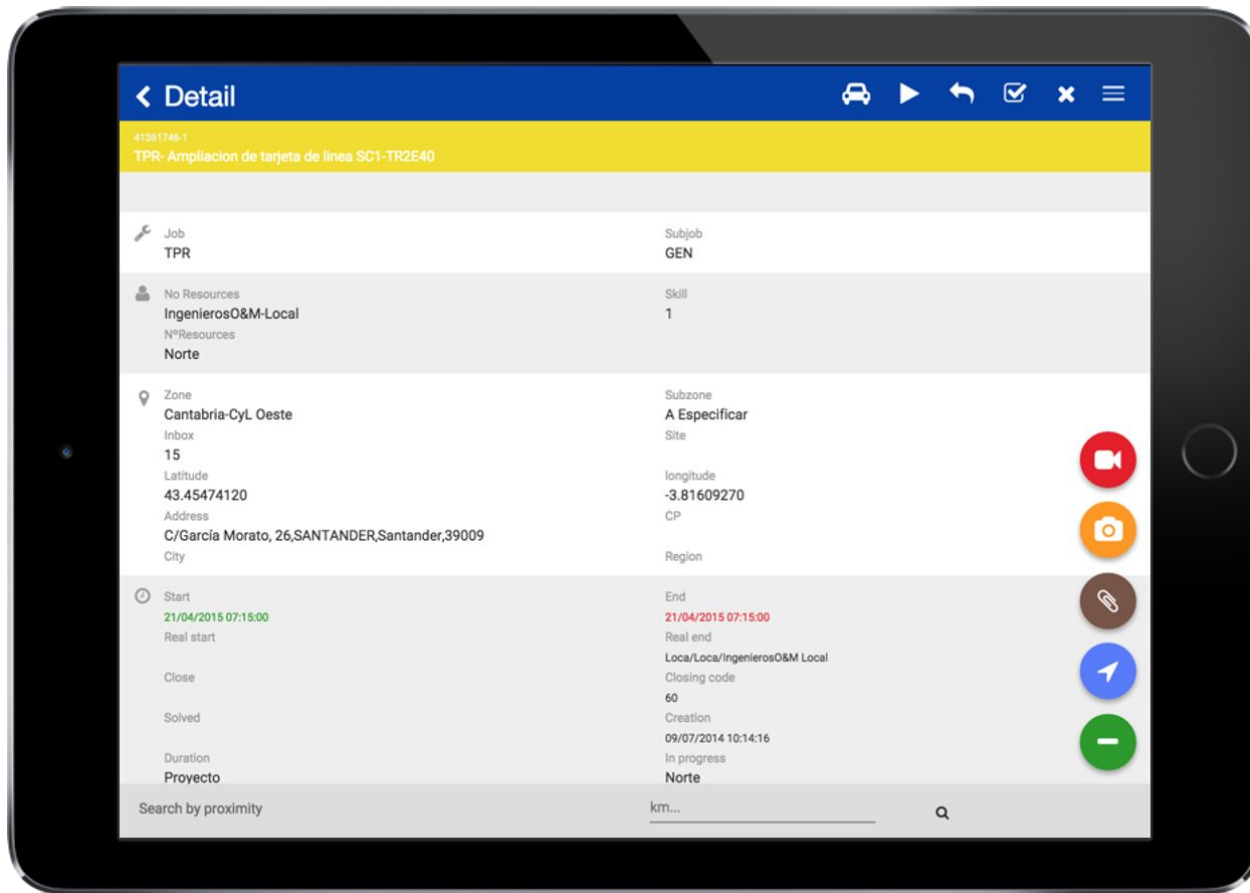 Detail
41361746-1
TPR- Ampliacion de tarjeta de linea SC1-TR2E40
Job Subjob
TPR GEN
No Resources Skill
IngenierosO&M-Local 1
NºResources
Norte
Zone Subzone
Cantabria-CyL Oeste A Especificar
Inbox Site
15
Latitude longitude
43.45474120 -3.81609270
Address CP
C/García Morato, 26,SANTANDER,Santander,39009
City Region
Start End
21/04/2015 07:15:00 21/04/2015 07:15:00
Real start Real end
Loca/Loca/IngenierosO&M Local
Close Closing code
60
Solved Creation
09/07/2014 10:14:16
Duration In progress
Proyecto Norte
Search by proximity km...